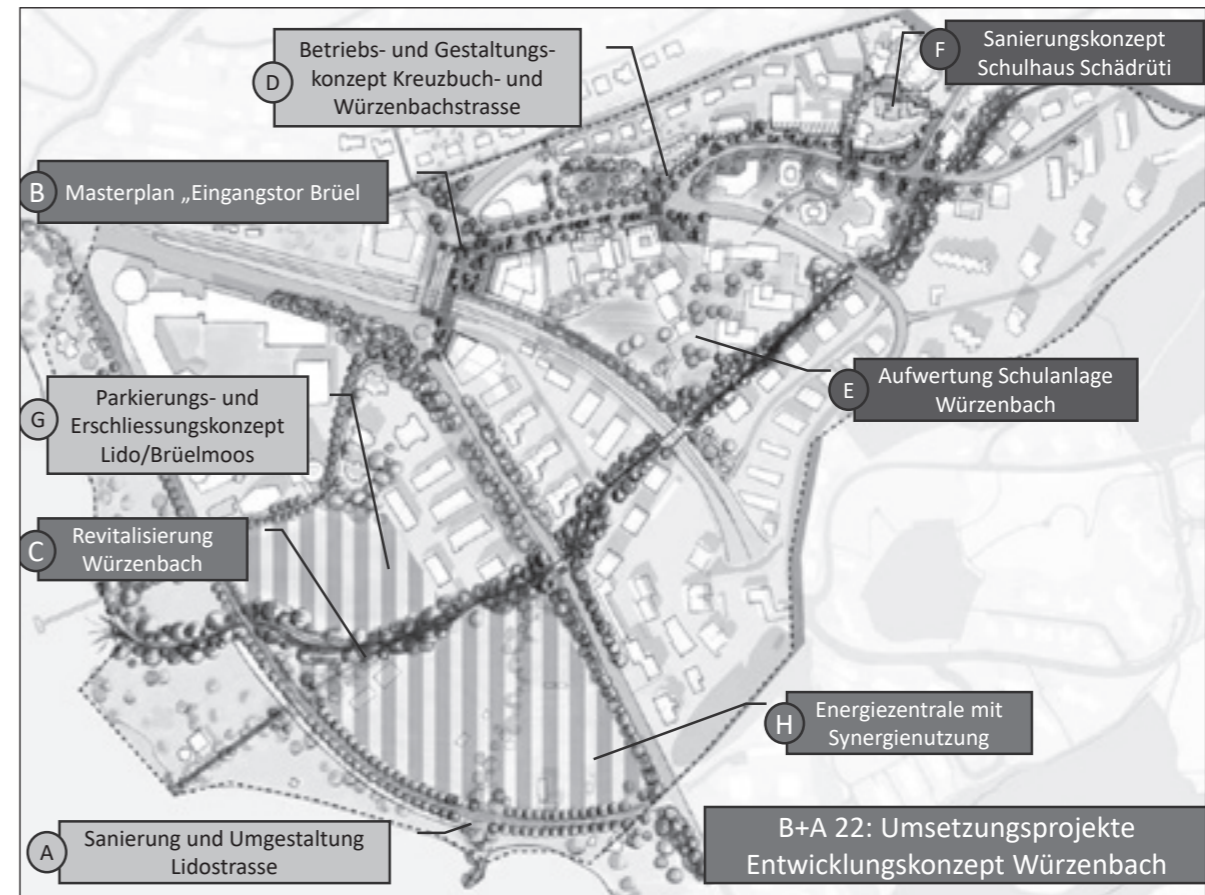 Betriebs- und Gestaltungs-
konzept Kreuzbuch- und
Würzenbachstrasse
D
F
Sanierungskonzept
Schulhaus Schädrüti
B
Masterplan „Eingangstor Brüel
G
Parkierungs- und
Erschliessungskonzept
Lido/Brüelmoos
E
Aufwertung Schulanlage
Würzenbach
C
Revitalisierung
Würzenbach
H
Energiezentrale mit
Synergienutzung
A
Sanierung und Umgestaltung
Lidostrasse
B+A 22: Umsetzungsprojekte
Entwicklungskonzept Würzenbach